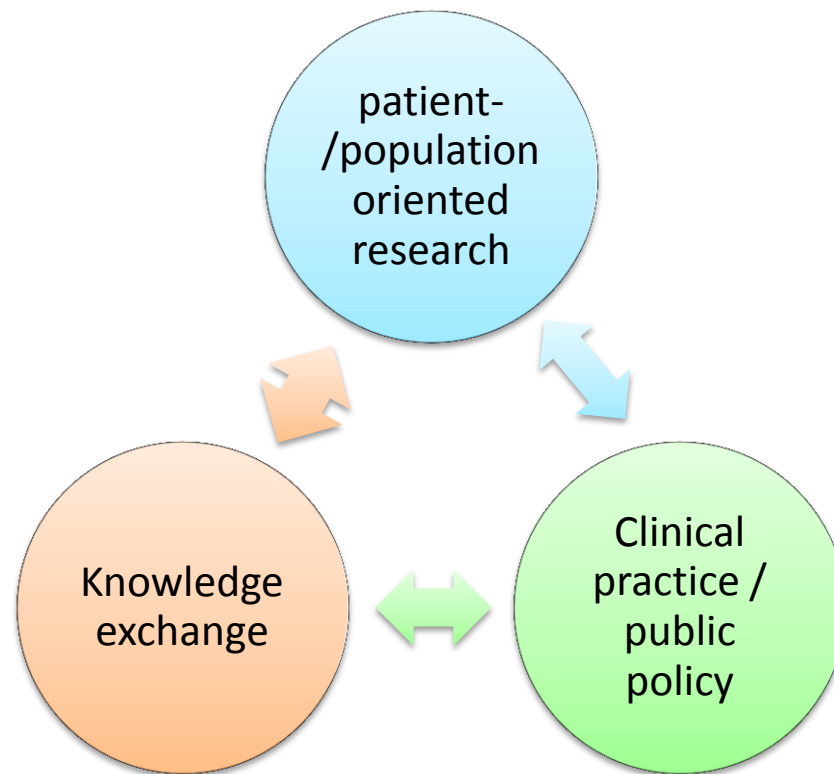 patient-
/population
oriented
research
Knowledge
exchange
Clinical
practice /
public
policy